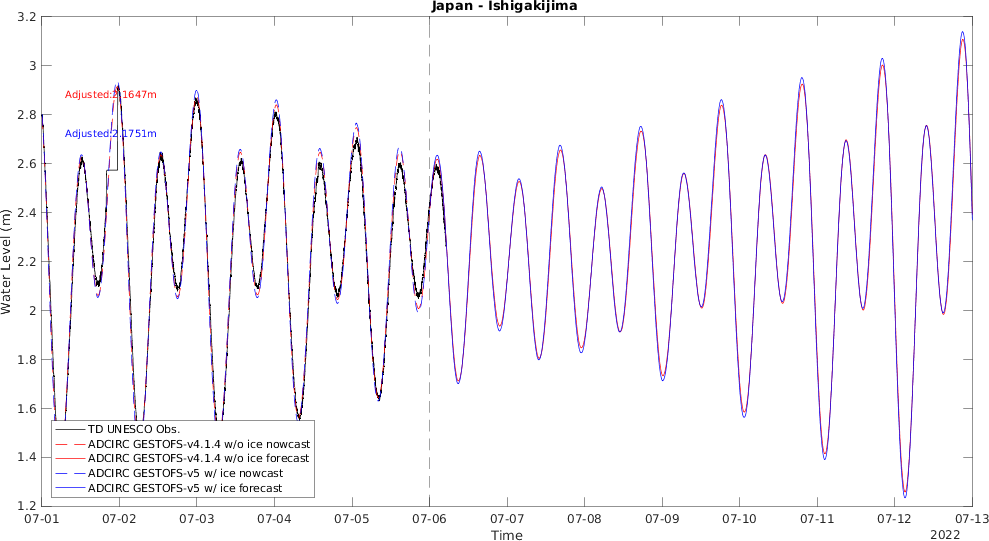 Japan - Ishigakijima
3.2
3
2.8
2.6
2.4
2.2
2
1.8
1.6
1.4
1.2
Water Level (m)
Adjusted:2.1647m
Adjusted:2.1751m
TD UNESCO Obs.
ADCIRC GESTOFS-v4.1.4 w/o ice nowcast
ADCIRC GESTOFS-v4.1.4 w/o ice forecast
ADCIRC GESTOFS-v5 w/ ice nowcast
ADCIRC GESTOFS-v5 w/ ice forecast
07-01 07-02 07-03 07-04 07-05 07-06 07-07 07-08 07-09 07-10 07-11 07-12 07-13
Time
2022